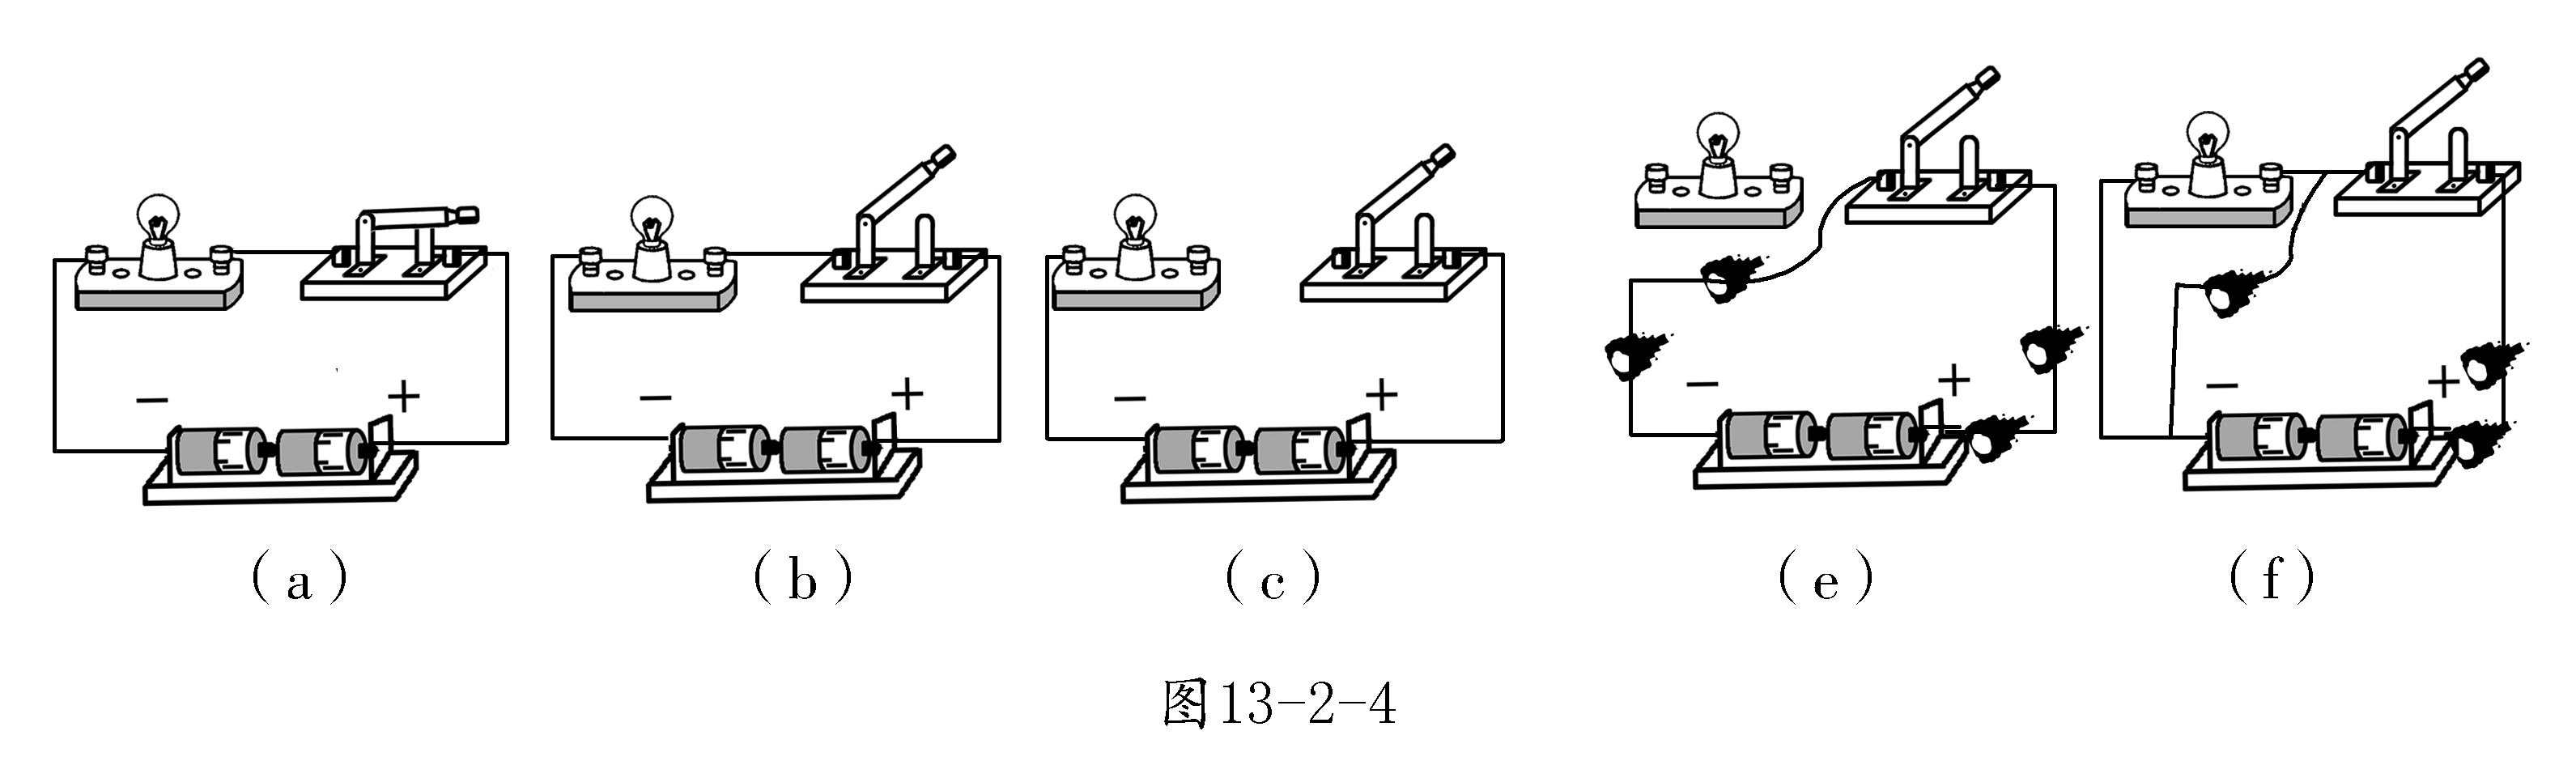 − + − + − + − + − +
(a) (b) (c) (e) (f)
图13-2-4